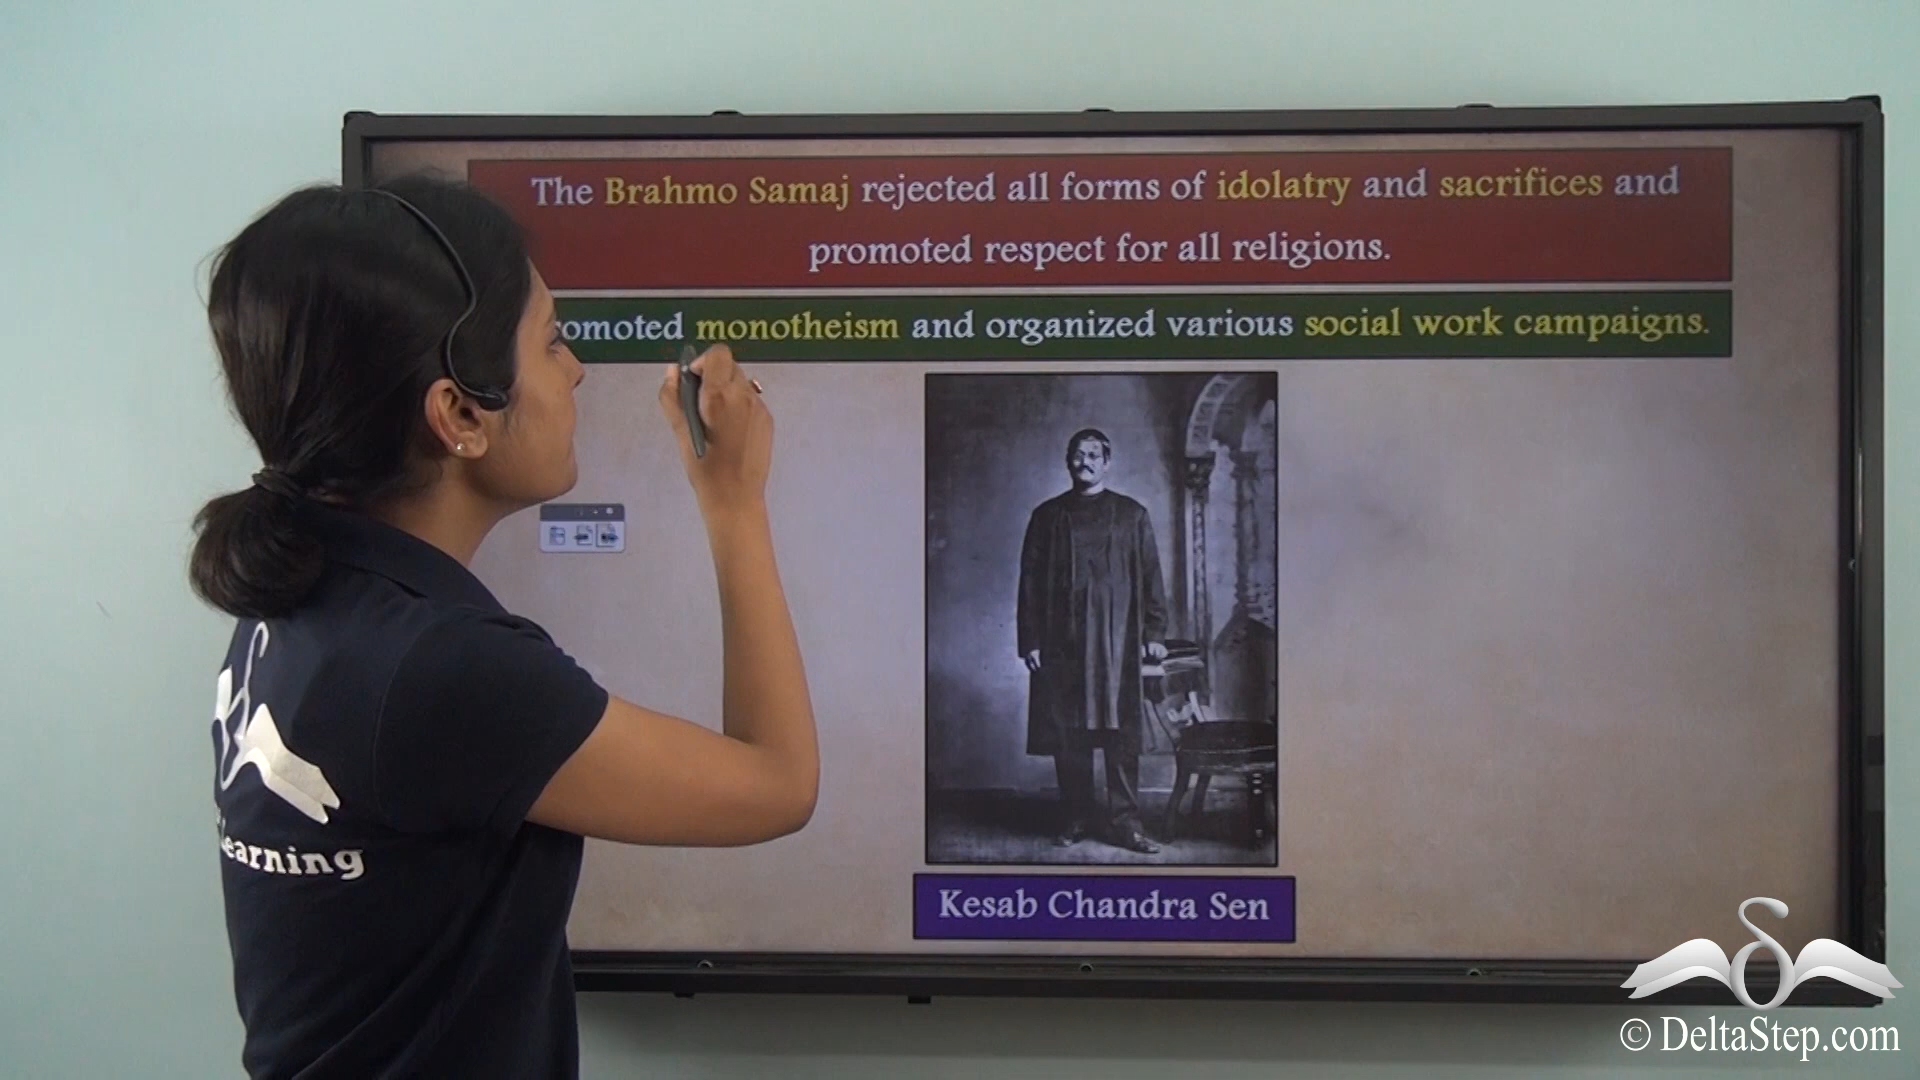 The Brahmo Samaj rejected all forms of idolatry and sacrifices and
promoted respect for all religions.
romoted monotheism and organized various social work campaigns.
Kesab Chandra Sen
earning
© DeltaStep.com